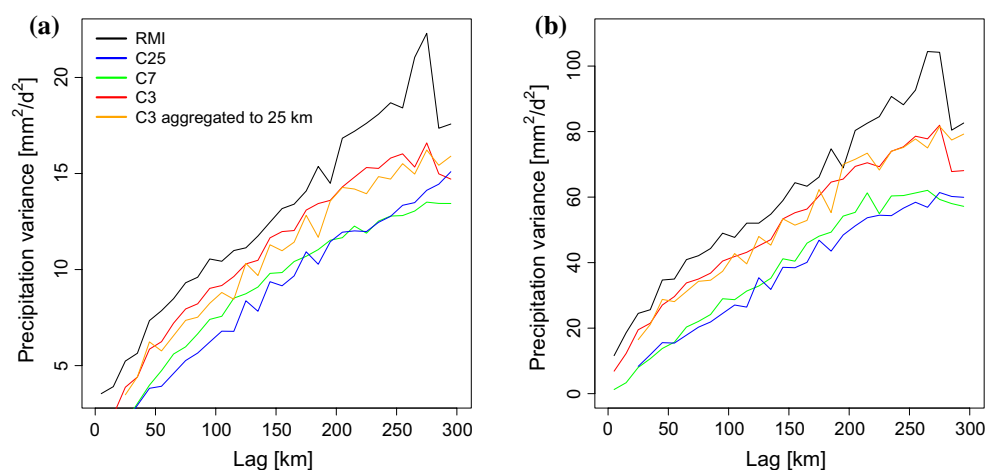 (a)
RMI
C25
C7
C3
C3 aggregated to 25 km
Precipitation variance [mm²/d²]
20
15
10
5
0 50 100 150 200 250 300
Lag [km]
(b)
Precipitation variance [mm²/d²]
100
80
60
40
20
0
0 50 100 150 200 250 300
Lag [km]